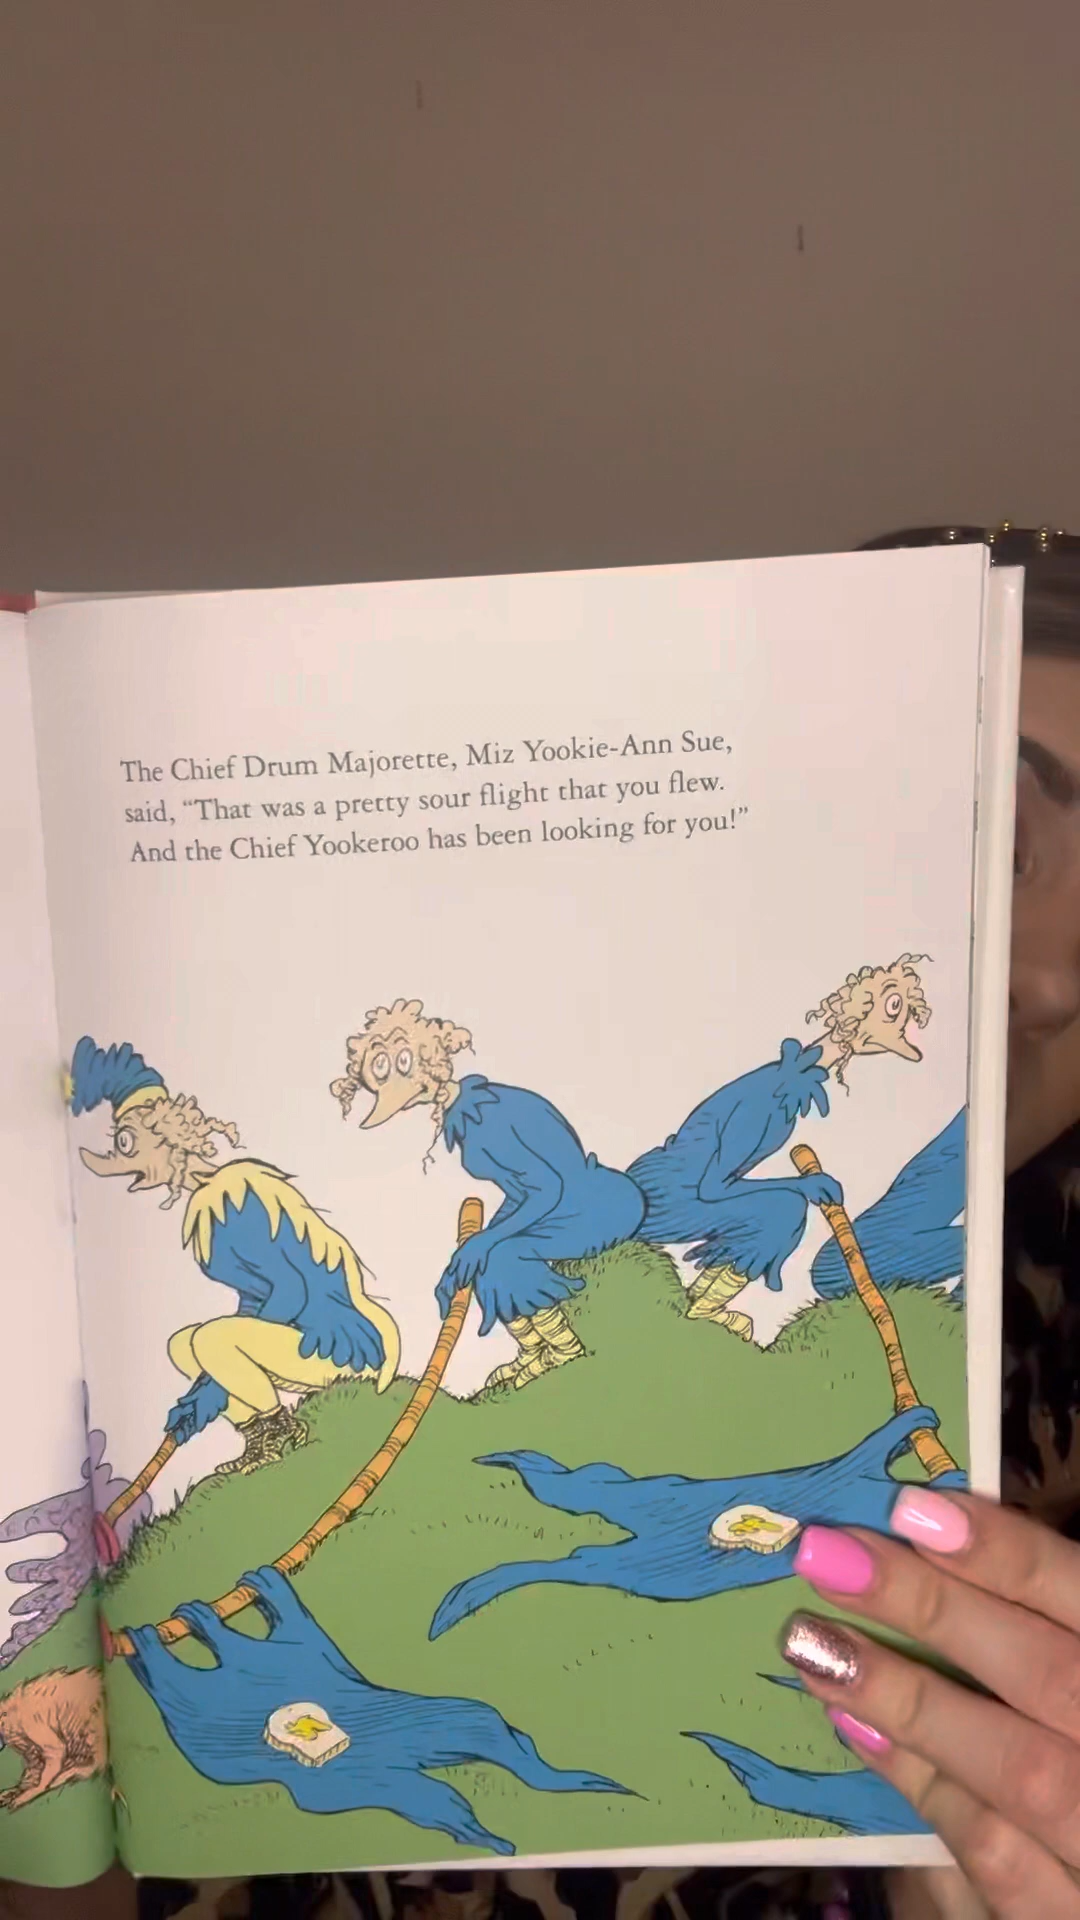 The Chief Drum Majorette, Miz Yookie-Ann Sue,
said, “That was a pretty sour flight that you flew.
And the Chief Yookeroo has been looking for you!”